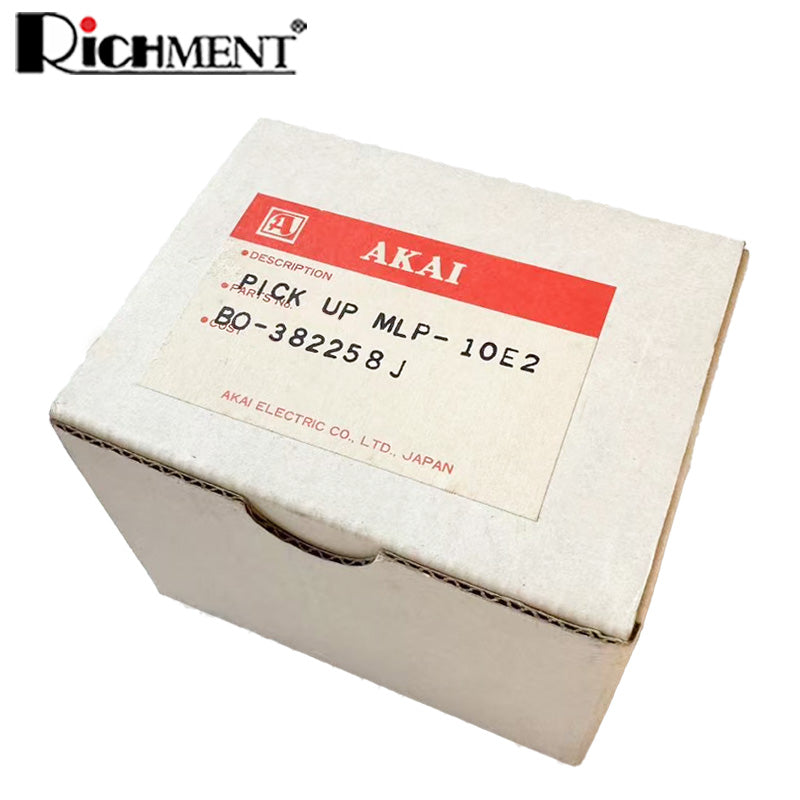 RICHMENT®
A AKAI
•DESCRIPTION
PICK UP MLP-10E2
•PARTS No.
BO-382258J
•COST
AKAI ELECTRIC CO., LTD., JAPAN